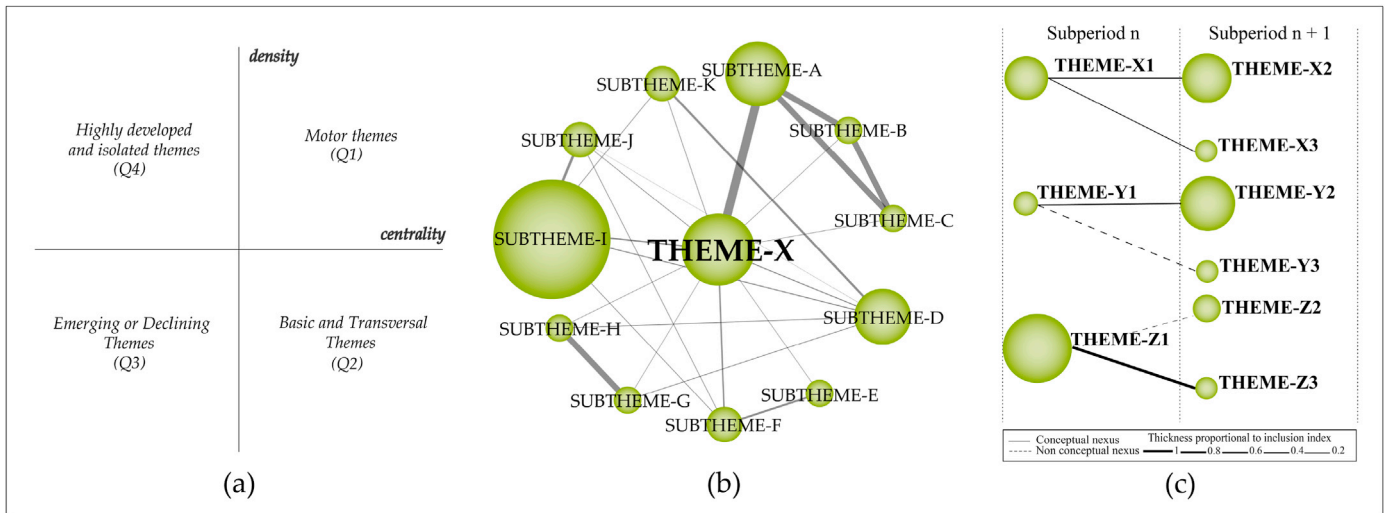 density
Highly developed
and isolated themes
(Q4)
Motor themes
(Q1)
centrality
Emerging or Declining
Themes
(Q3)
Basic and Transversal
Themes
(Q2)
(a)
SUBTHEME-A
SUBTHEME-K
SUBTHEME-B
SUBTHEME-J
SUBTHEME-C
SUBTHEME-I
THEME-X
SUBTHEME-D
SUBTHEME-H
SUBTHEME-E
SUBTHEME-G
SUBTHEME-F
(b)
Subperiod n
Subperiod n + 1
THEME-X1
THEME-X2
THEME-X3
THEME-Y1
THEME-Y2
THEME-Y3
THEME-Z2
THEME-Z1
THEME-Z3
Conceptual nexus
Non conceptual nexus
Thickness proportional to inclusion index
1 0.8 0.6 0.4 0.2
(c)